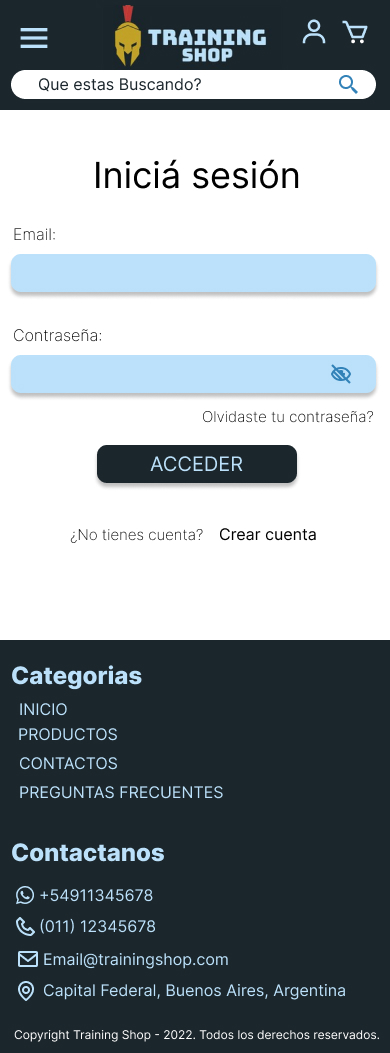 TRAINING
SHOP
Que estas Buscando?
Iniciá sesión
Email:
Contraseña:
Olvidaste tu contraseña?
ACCEDER
¿No tienes cuenta? Crear cuenta
Categorias
INICIO
PRODUCTOS
CONTACTOS
PREGUNTAS FRECUENTES
Contactanos
+54911345678
(011) 12345678
Email@trainingshop.com
Capital Federal, Buenos Aires, Argentina
Copyright Training Shop - 2022. Todos los derechos reservados.